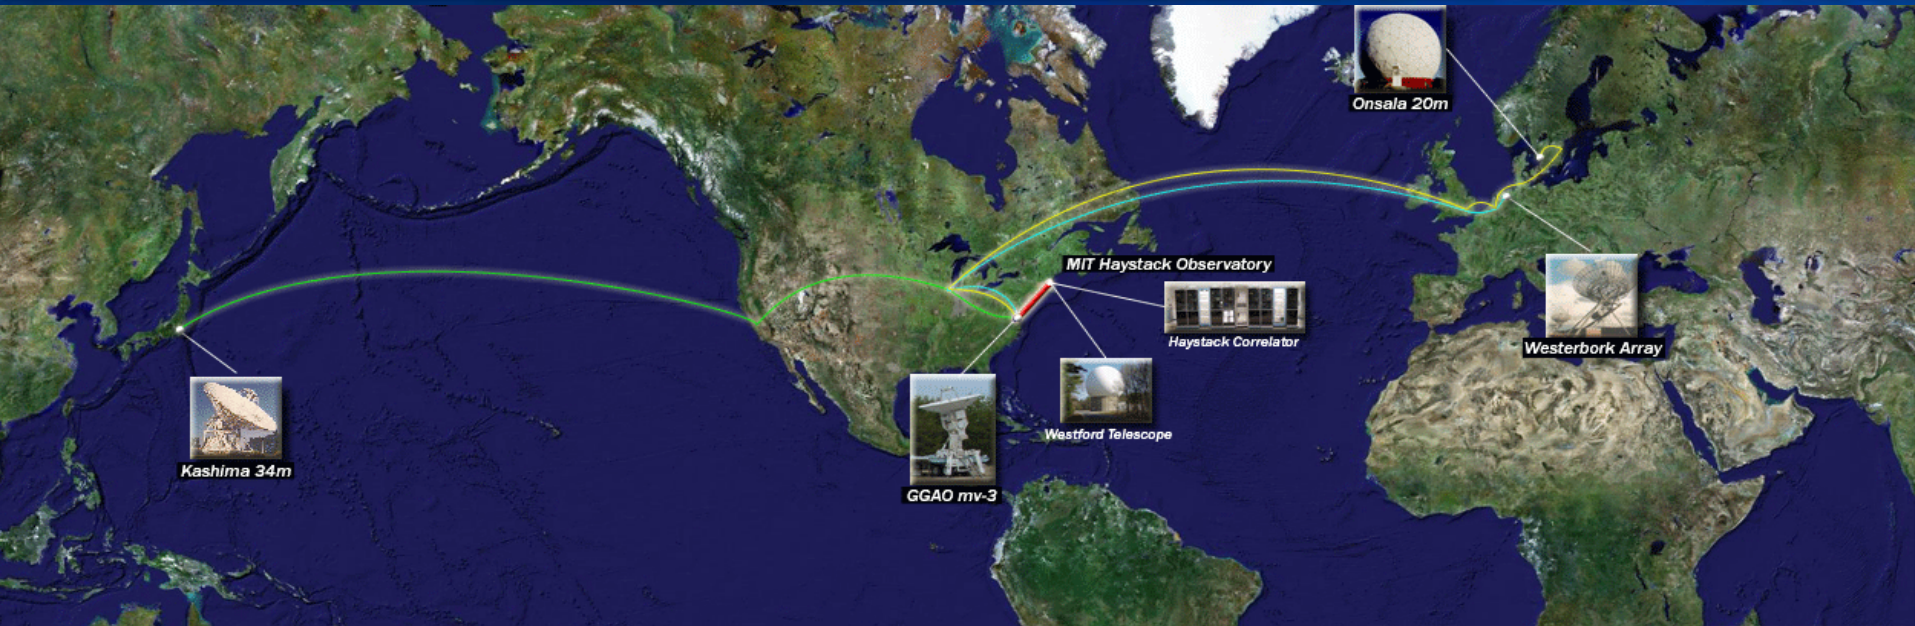 Onsala 20m
MIT Haystack Observatory
Haystack Correlator
Westerbork Array
Westford Telescope
Kashima 34m
GGAO mv-3